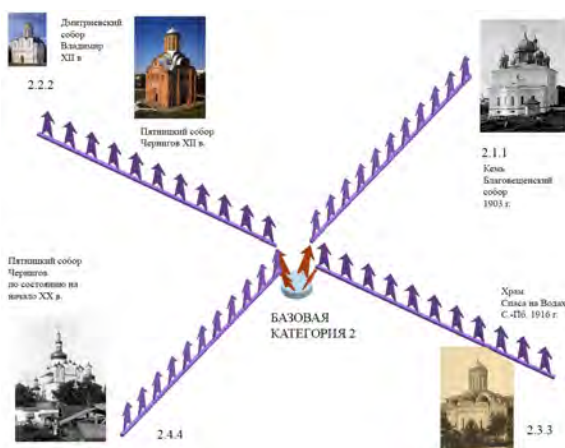 Дмитриевский
собор
Владимир
XII в
2.2.2
Пятницкий собор
Чернигов XII в.
2.1.1
Кемь
Благовещенский
собор
1903 г.
Пятницкий собор
Чернигов
по состоянию на
начало XX в.
2.4.4
БАЗОВАЯ
КАТЕГОРИЯ 2
Храм
Спаса на Водах
С.-Пб. 1916 г.
2.3.3